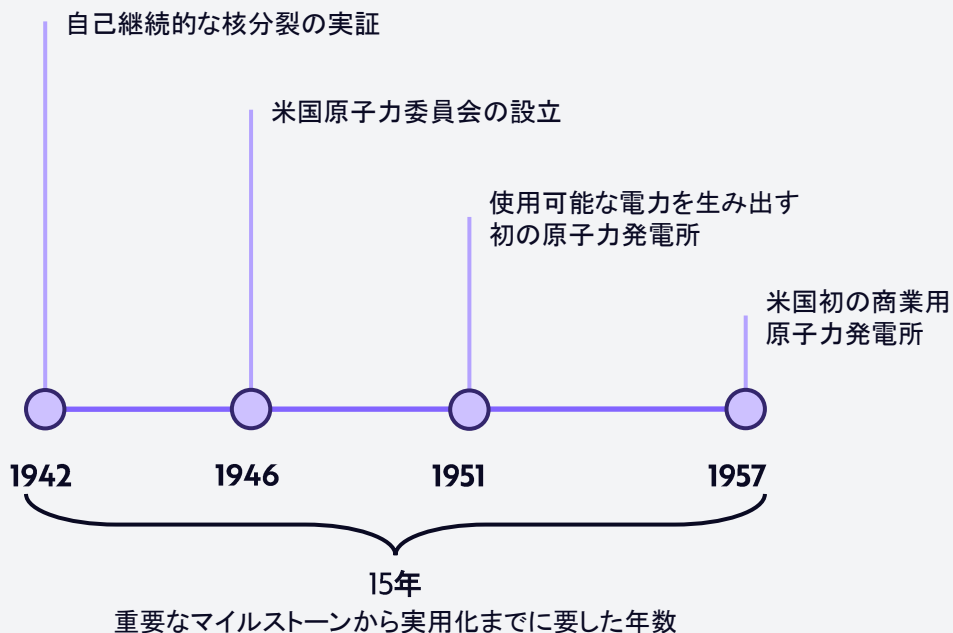 自己継続的な核分裂の実証
米国原子力委員会の設立
使用可能な電力を生み出す
初の原子力発電所
米国初の商業用
原子力発電所
1942
1946
1951
1957
15年
重要なマイルストーンから実用化までに要した年数